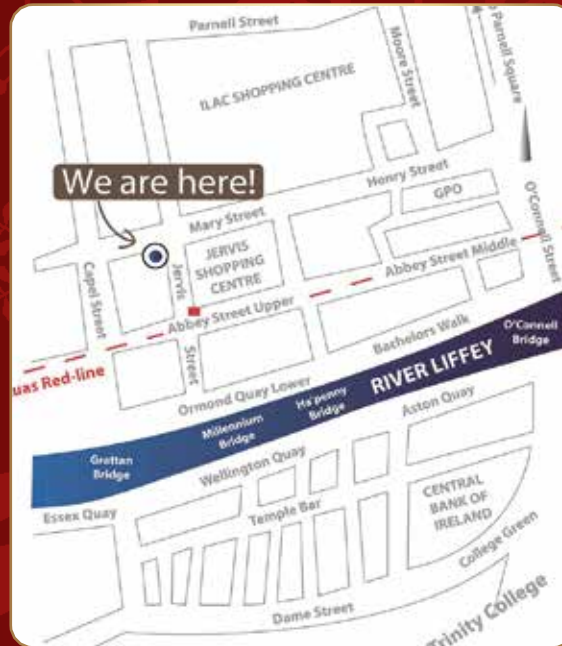 Parnell Street
Parnell Square
Moore Street
ILAC SHOPPING CENTRE
Henry Street
We are here!
GPO
O'Connell Street
Mary Street
JERVIS
SHOPPING
CENTRE
Capel Street
Jervis
Street
Abbey Street Middle
Abbey Street Upper
uas Red-line
Bachelors Walk
O'Connell
Bridge
Ormond Quay Lower
RIVER LIFFEY
Ha'penny
Bridge
Millennium
Bridge
Aston Quay
Grattan
Bridge
Wellington Quay
CENTRAL
BANK OF
IRELAND
Essex Quay
Temple Bar
College Green
Dame Street
Trinity College